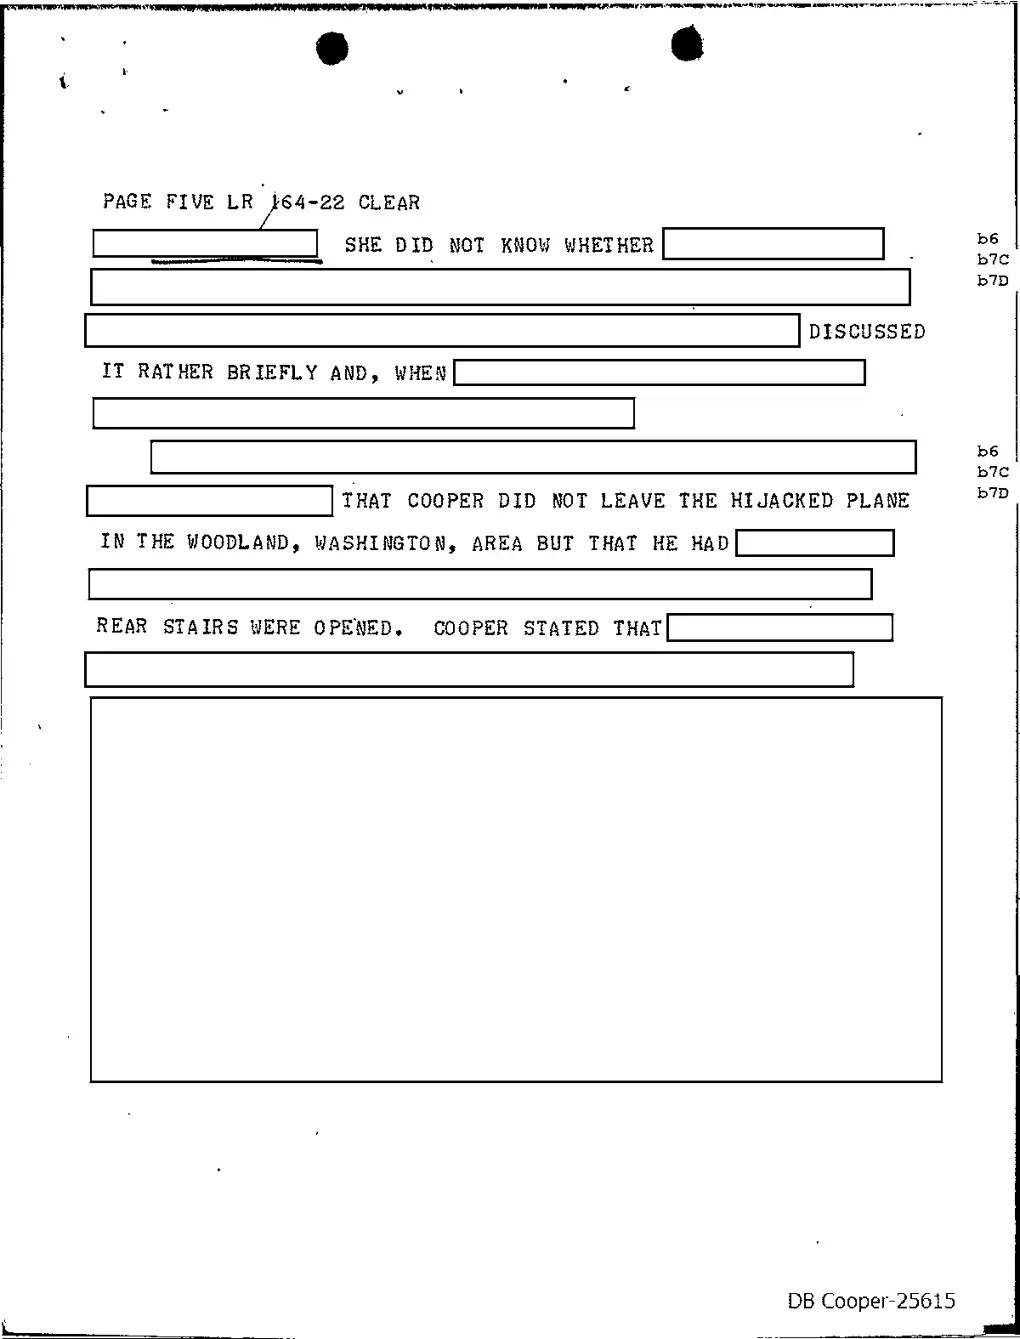 PAGE FIVE LR 164-22 CLEAR
SHE DID NOT KNOW WHETHER
b6
b7C
b7D
DISCUSSED
IT RATHER BRIEFLY AND, WHEN
b6
b7C
b7D
THAT COOPER DID NOT LEAVE THE HIJACKED PLANE
IN THE WOODLAND, WASHINGTON, AREA BUT THAT HE HAD
REAR STAIRS WERE OPENED. COOPER STATED THAT
DB Cooper-25615